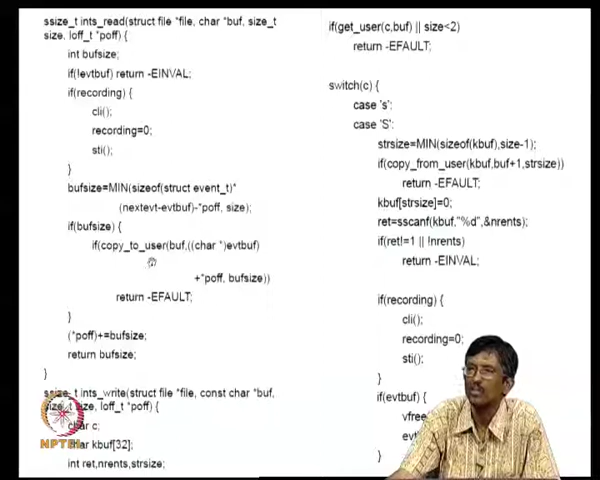 ssize_t ints_read(struct file *file, char *buf, size_t
size, loff_t *poff) {
int bufsize;
if(!evtbuf) return -EINVAL;
if(recording) {
cli();
recording=0;
sti();
}
bufsize=MIN(sizeof(struct event_t)*
(nextevt-evtbuf)-*poff, size);
if(bufsize) {
if(copy_to_user(buf,((char *)evtbuf)
+*poff, bufsize))
return -EFAULT;
}
(*poff)+=bufsize;
return bufsize;
}
ssize_t ints_write(struct file *file, const char *buf,
size_t size, loff_t *poff) {
char c;
char kbuf[32];
int ret,nrents,strsize;
NPTEL
if(get_user(c,buf) || size<2)
return -EFAULT;
switch(c) {
case 's':
case 'S':
strsize=MIN(sizeof(kbuf),size-1);
if(copy_from_user(kbuf,buf+1,strsize))
return -EFAULT;
kbuf[strsize]=0;
ret=sscanf(kbuf,"%d",&nrents);
if(ret!=1 || !nrents)
return -EINVAL;
if(recording) {
cli();
recording=0;
sti();
}
if(evtbuf) {
vfree
}